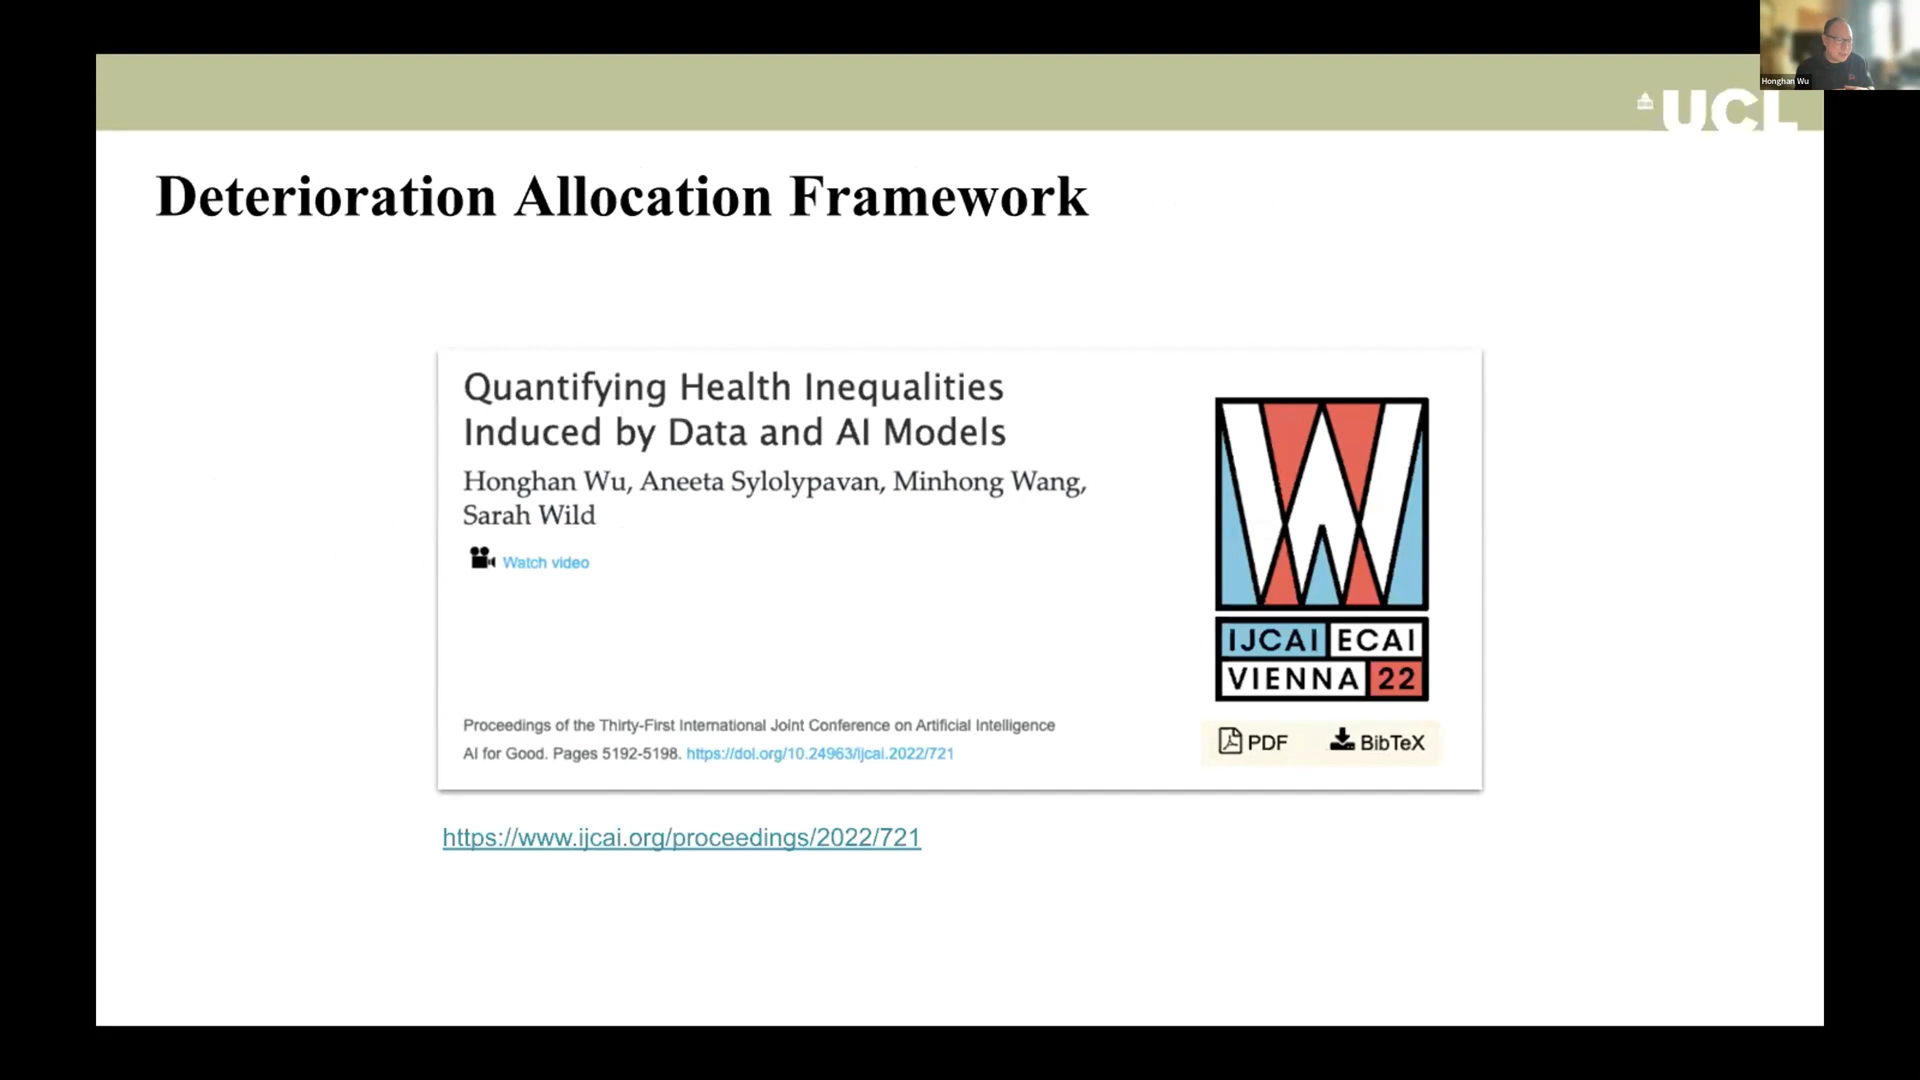 Honghan Wu
UCL
Deterioration Allocation Framework
Quantifying Health Inequalities
Induced by Data and AI Models
Honghan Wu, Aneeta Sylolypavan, Minhong Wang,
Sarah Wild
Watch video
IJCAI ECAI
VIENNA 22
Proceedings of the Thirty-First International Joint Conference on Artificial Intelligence
AI for Good. Pages 5192-5198. https://doi.org/10.24963/ijcai.2022/721
PDF BibTeX
https://www.ijcai.org/proceedings/2022/721